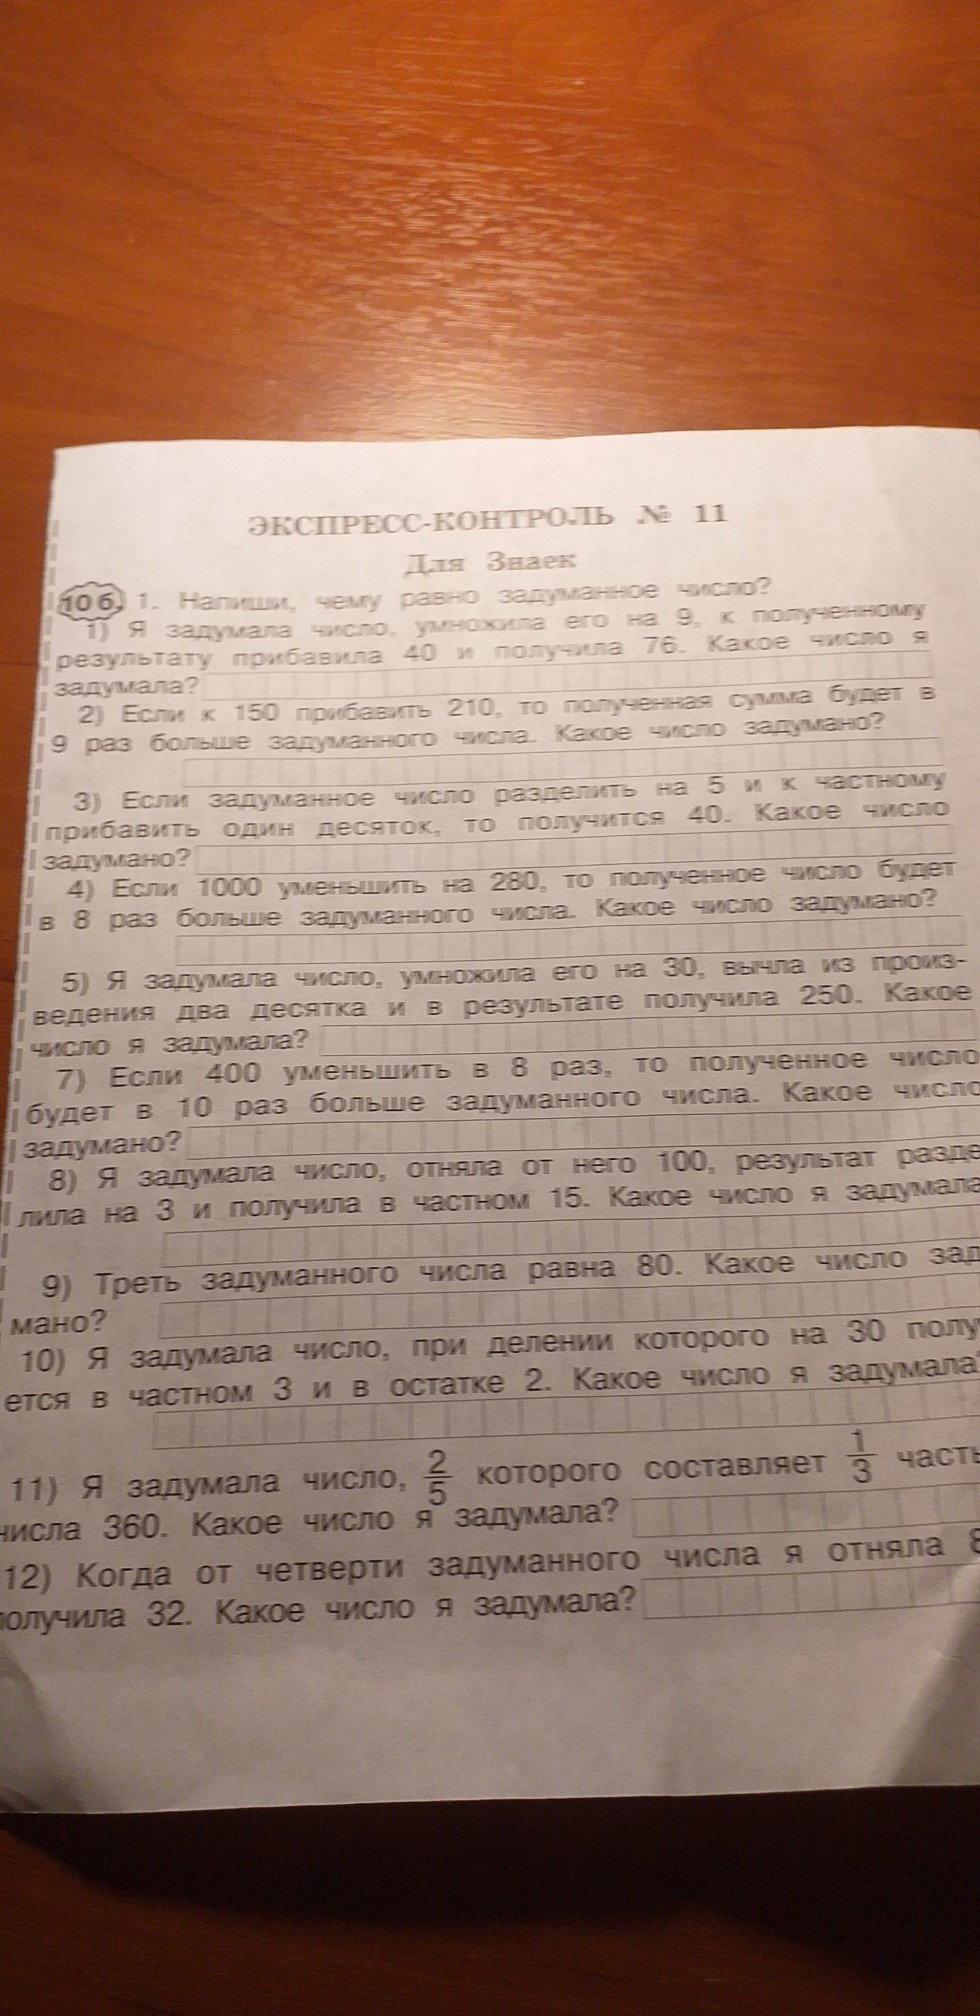 ЭКСПРЕСС-КОНТРОЛЬ № 11
Для Знаек
10 б. 1. Напиши, чему равно задуманное число?
1) Я задумала число, умножила его на 9, к полученному
результату прибавила 40 и получила 76. Какое число я
задумала?
2) Если к 150 прибавить 210, то полученная сумма будет в
9 раз больше задуманного числа. Какое число задумано?
3) Если задуманное число разделить на 5 и к частному
прибавить один десяток, то получится 40. Какое число
задумано?
4) Если 1000 уменьшить на 280, то полученное число будет
в 8 раз больше задуманного числа. Какое число задумано?
5) Я задумала число, умножила его на 30, вычла из произ-
ведения два десятка и в результате получила 250. Какое
число я задумала?
7) Если 400 уменьшить в 8 раз, то полученное число
будет в 10 раз больше задуманного числа. Какое число
задумано?
8) Я задумала число, отняла от него 100, результат разде
лила на 3 и получила в частном 15. Какое число я задумала
9) Треть задуманного числа равна 80. Какое число зад
мано?
10) Я задумала число, при делении которого на 30 полу
ется в частном 3 и в остатке 2. Какое число я задумала?
11) Я задумала число, 2/5 которого составляет 1/3 часть
числа 360. Какое число я задумала?
12) Когда от четверти задуманного числа я отняла 8
получила 32. Какое число я задумала?